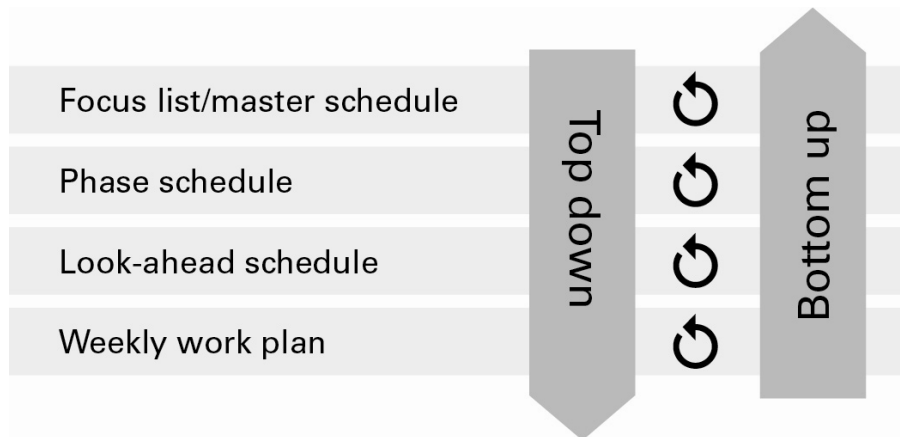 Focus list/master schedule
Phase schedule
Look-ahead schedule
Weekly work plan
Top down
Bottom up